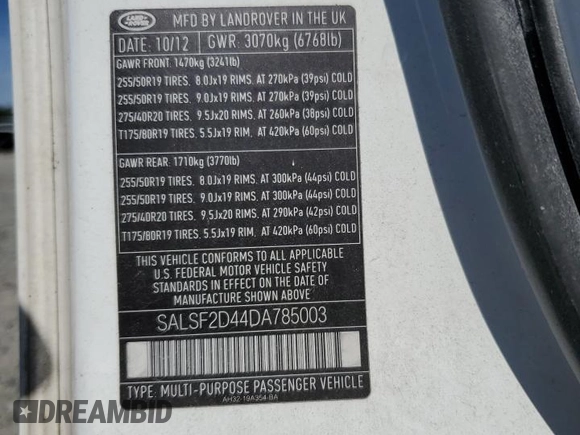 LAND ROVER
MFD BY LANDROVER IN THE UK
DATE: 10/12 GWR: 3070kg (6768lb)
GAWR FRONT: 1470kg (3241lb)
255/50R19 TIRES. 8.0Jx19 RIMS. AT 270kPa (39psi) COLD
255/50R19 TIRES. 9.0Jx19 RIMS. AT 270kPa (39psi) COLD
275/40R20 TIRES. 9.5Jx20 RIMS. AT 260kPa (38psi) COLD
T175/80R19 TIRES. 5.5Jx19 RIM. AT 420kPa (60psi) COLD
GAWR REAR: 1710kg (3770lb)
255/50R19 TIRES. 8.0Jx19 RIMS. AT 300kPa (44psi) COLD
255/50R19 TIRES. 9.0Jx19 RIMS. AT 300kPa (44psi) COLD
275/40R20 TIRES. 9.5Jx20 RIMS. AT 290kPa (42psi) COLD
T175/80R19 TIRES. 5.5Jx19 RIM. AT 420kPa (60psi) COLD
THIS VEHICLE CONFORMS TO ALL APPLICABLE
U.S. FEDERAL MOTOR VEHICLE SAFETY
STANDARDS IN EFFECT ON THE DATE OF
MANUFACTURE SHOWN ABOVE.
SALSF2D44DA785003
TYPE: MULTI-PURPOSE PASSENGER VEHICLE
AH32-19A354-BA
DREAMBID